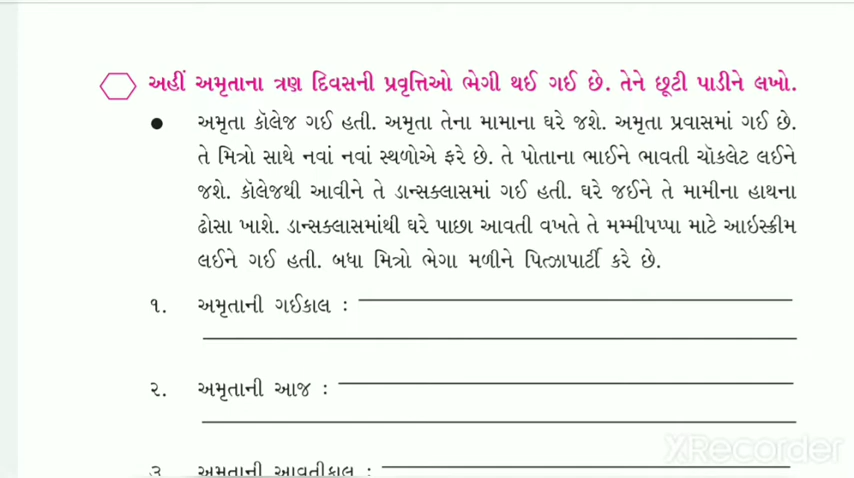 અહીં અમૃતાના ત્રણ દિવસની પ્રવૃત્તિઓ ભેગી થઈ ગઈ છે. તેને છૂટી પાડીને લખો.
● અમૃતા કૉલેજ ગઈ હતી. અમૃતા તેના મામાના ઘરે જશે. અમૃતા પ્રવાસમાં ગઈ છે.
તે મિત્રો સાથે નવાં નવાં સ્થળોએ ફરે છે. તે પોતાના ભાઈને ભાવતી ચૉકલેટ લઈને
જશે. કૉલેજથી આવીને તે ડાન્સક્લાસમાં ગઈ હતી. ઘરે જઈને તે મામીના હાથના
ઢોસા ખાશે. ડાન્સક્લાસમાંથી ઘરે પાછા આવતી વખતે તે મમ્મીપપ્પા માટે આઇસ્ક્રીમ
લઈને ગઈ હતી. બધા મિત્રો ભેગા મળીને પિત્ઝાપાર્ટી કરે છે.
૧. અમૃતાની ગઈકાલ :
૨. અમૃતાની આજ :
૩ અમૃતાની આવતીકાલ :
XRecorder